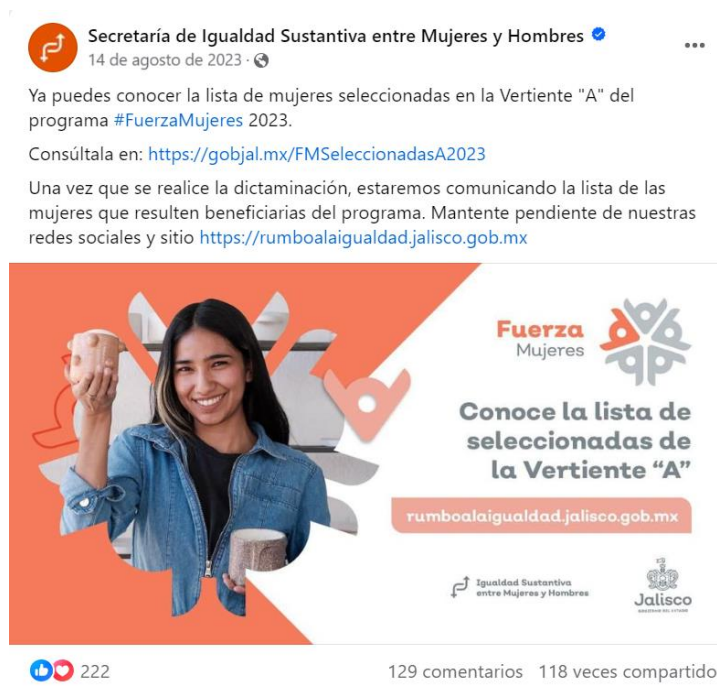 Secretaría de Igualdad Sustantiva entre Mujeres y Hombres
14 de agosto de 2023 ·
Ya puedes conocer la lista de mujeres seleccionadas en la Vertiente "A" del
programa #FuerzaMujeres 2023.
Consúltala en: https://gobjal.mx/FMSeleccionadasA2023
Una vez que se realice la dictaminación, estaremos comunicando la lista de las
mujeres que resulten beneficiarias del programa. Mantente pendiente de nuestras
redes sociales y sitio https://rumboalaigualdad.jalisco.gob.mx
Fuerza
Mujeres
Conoce la lista de
seleccionadas de
la Vertiente “A”
rumboalaigualdad.jalisco.gob.mx
Igualdad Sustantiva
entre Mujeres y Hombres
Jalisco
GOBIERNO DEL ESTADO
222
129 comentarios 118 veces compartido